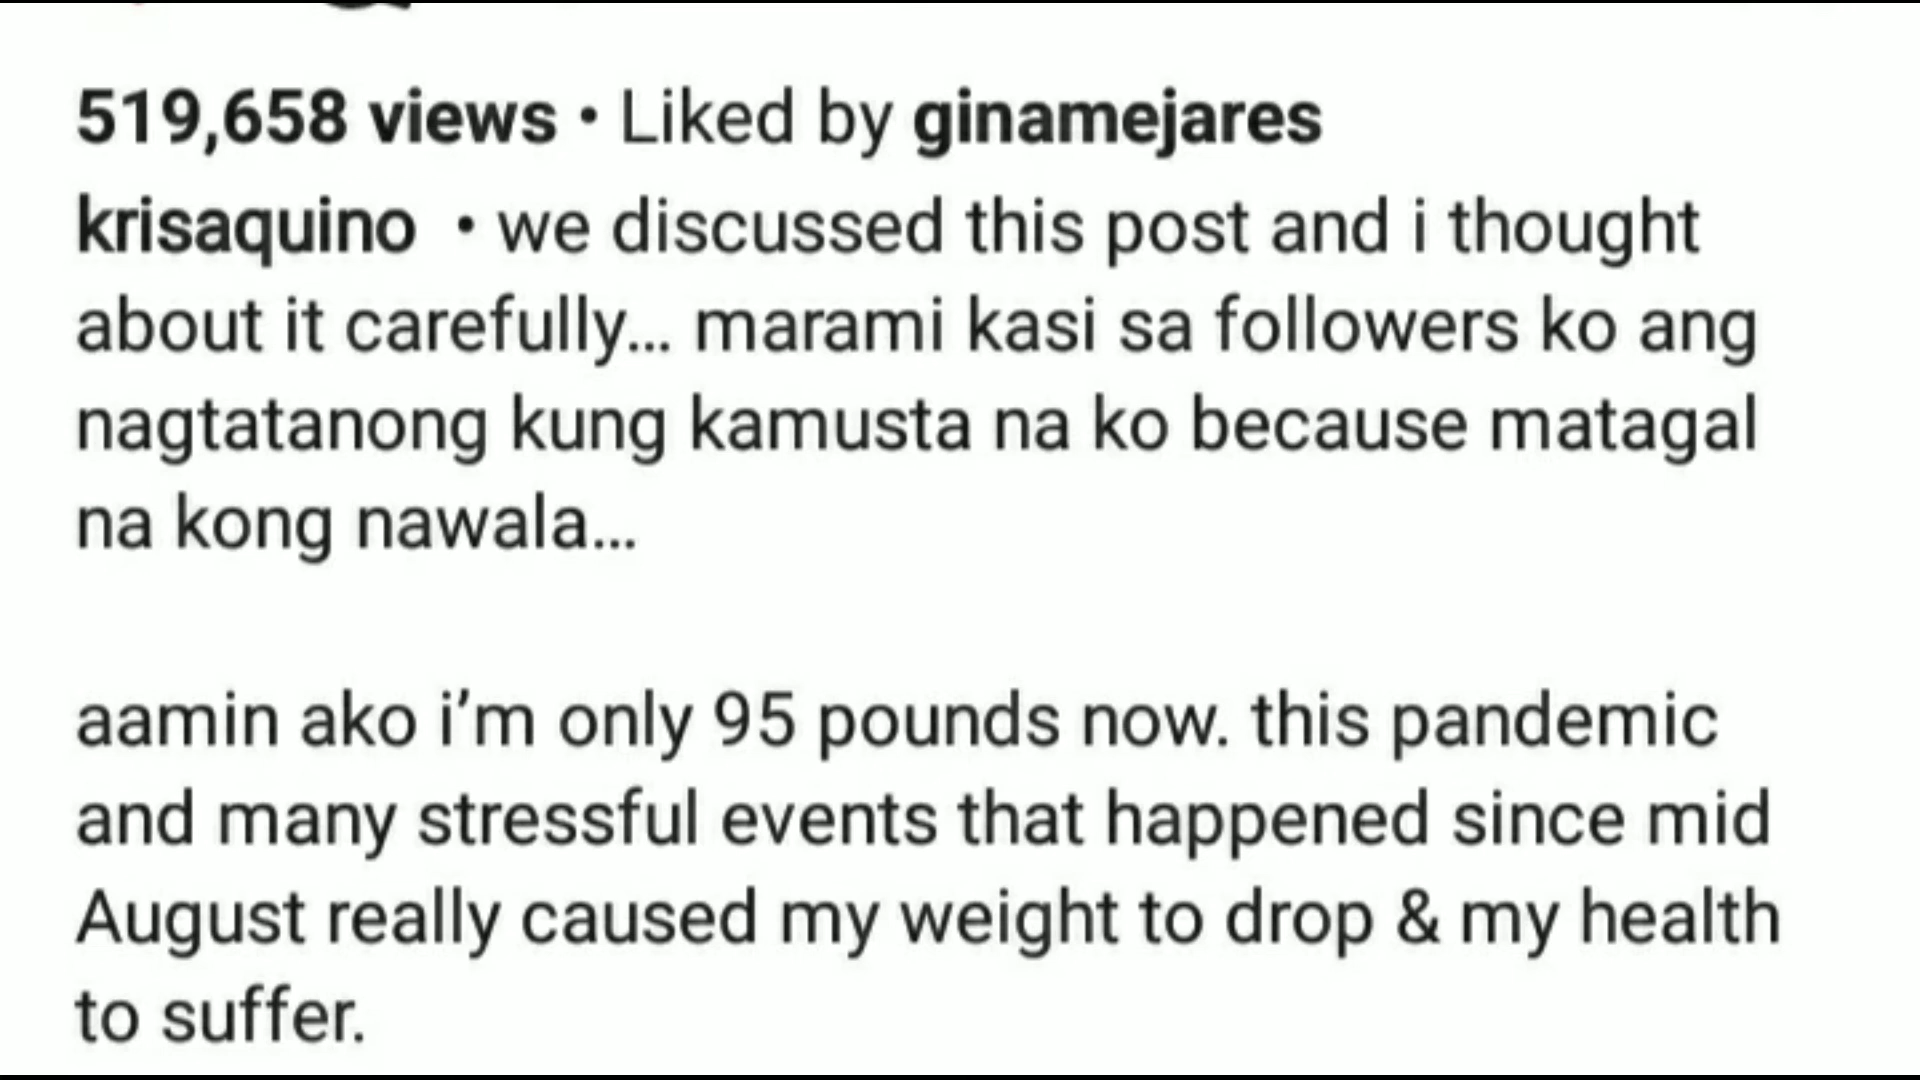 519,658 views • Liked by ginamejares
krisaquino • we discussed this post and i thought
about it carefully... marami kasi sa followers ko ang
nagtatanong kung kamusta na ko because matagal
na kong nawala...
aamin ako i’m only 95 pounds now. this pandemic
and many stressful events that happened since mid
August really caused my weight to drop & my health
to suffer.